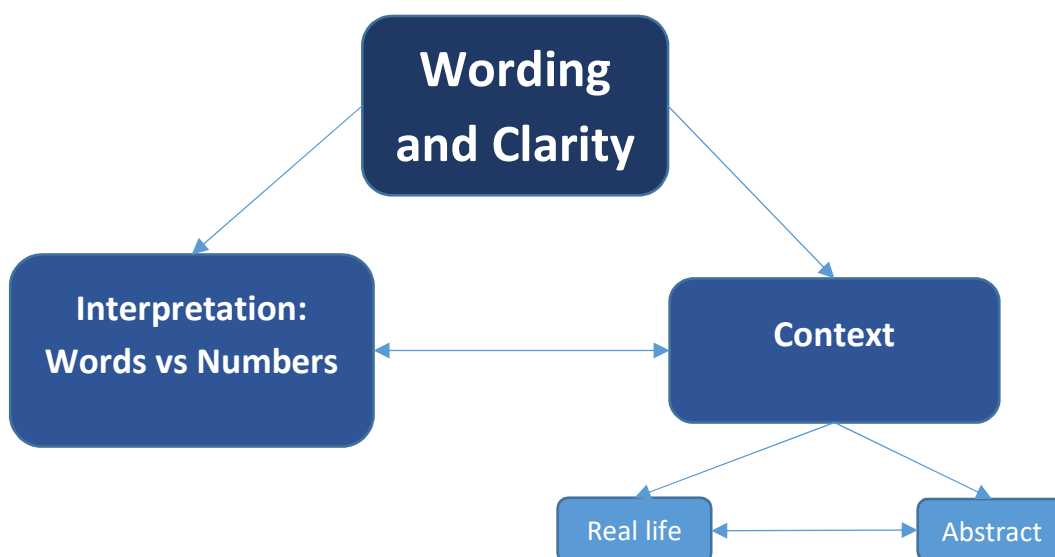 Wording
and Clarity
Interpretation:
Words vs Numbers
Context
Real life
Abstract